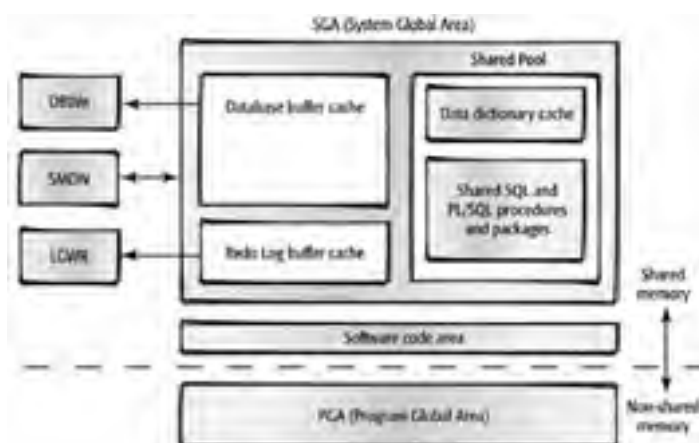 SGA (System Global Area)
Shared Pool
DBWR
Database buffer cache
Data dictionary cache
SMON
Shared SQL and
PL/SQL procedures
and packages
LGWR
Redo Log buffer cache
Shared
memory
Software code area
PGA (Program Global Area)
Non-shared
memory